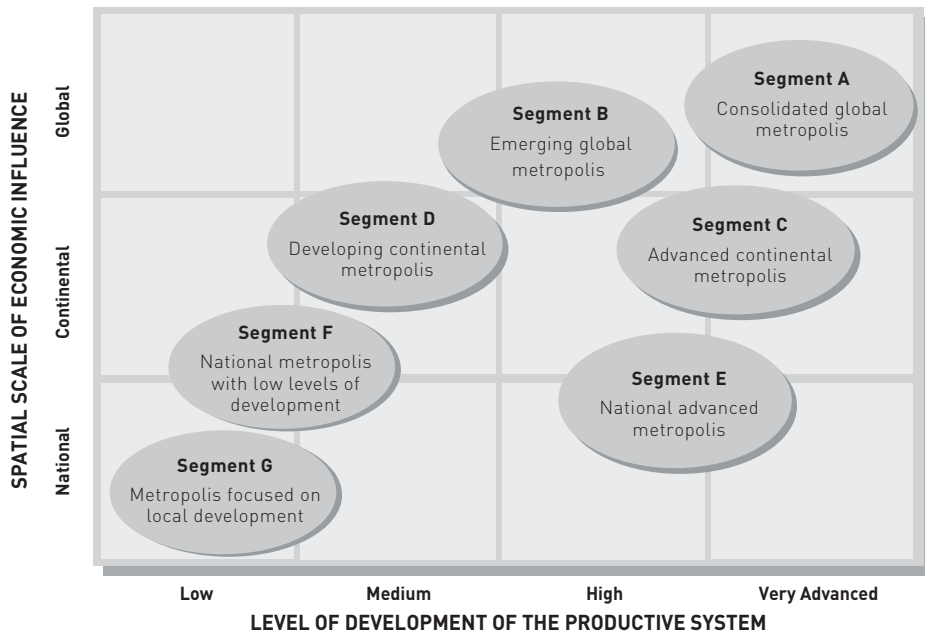 SPATIAL SCALE OF ECONOMIC INFLUENCE
Global
Continental
National
Segment A
Consolidated global
metropolis
Segment B
Emerging global
metropolis
Segment C
Advanced continental
metropolis
Segment D
Developing continental
metropolis
Segment E
National advanced
metropolis
Segment F
National metropolis
with low levels of
development
Segment G
Metropolis focused on
local development
Low
Medium
High
Very Advanced
LEVEL OF DEVELOPMENT OF THE PRODUCTIVE SYSTEM